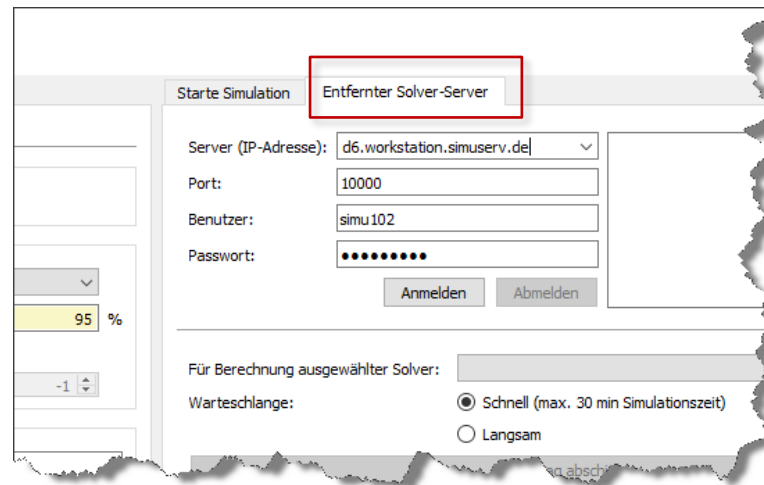 Starte Simulation
Entfernter Solver-Server
Server (IP-Adresse): d6.workstation.simuserv.de
Port: 10000
Benutzer: simu102
Passwort: •••••••••
Anmelden Abmelden
95 %
-1
Für Berechnung ausgewählter Solver:
Warteschlange: Schnell (max. 30 min Simulationszeit)
Langsam